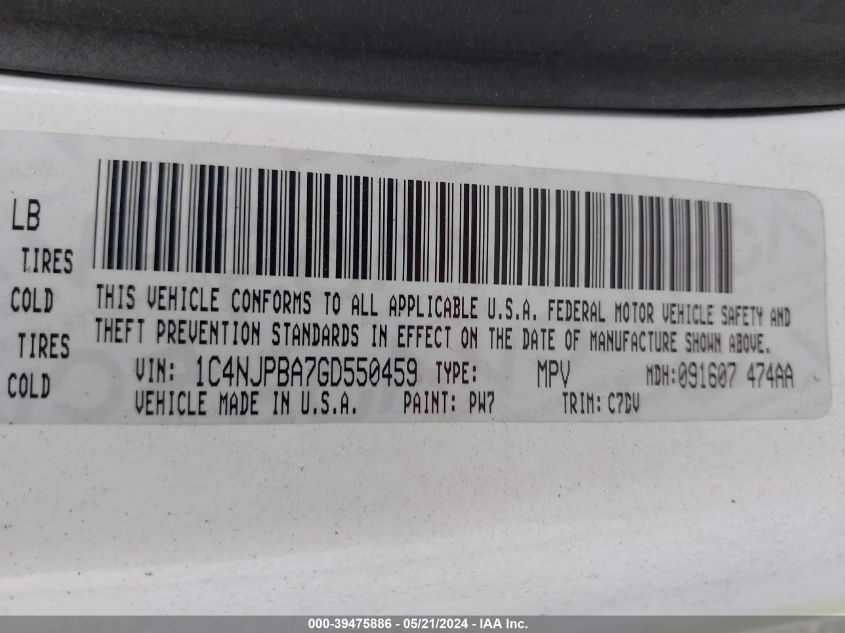 LB
TIRES
COLD
TIRES
COLD
THIS VEHICLE CONFORMS TO ALL APPLICABLE U.S.A. FEDERAL MOTOR VEHICLE SAFETY AND
THEFT PREVENTION STANDARDS IN EFFECT ON THE DATE OF MANUFACTURE SHOWN ABOVE.
VIN: 1C4NJPBA7GD550459 TYPE: MPV MDH:091607 474AA
VEHICLE MADE IN U.S.A. PAINT: PW7 TRIM: C7DV
000-39475886 - 05/21/2024 - IAA Inc.